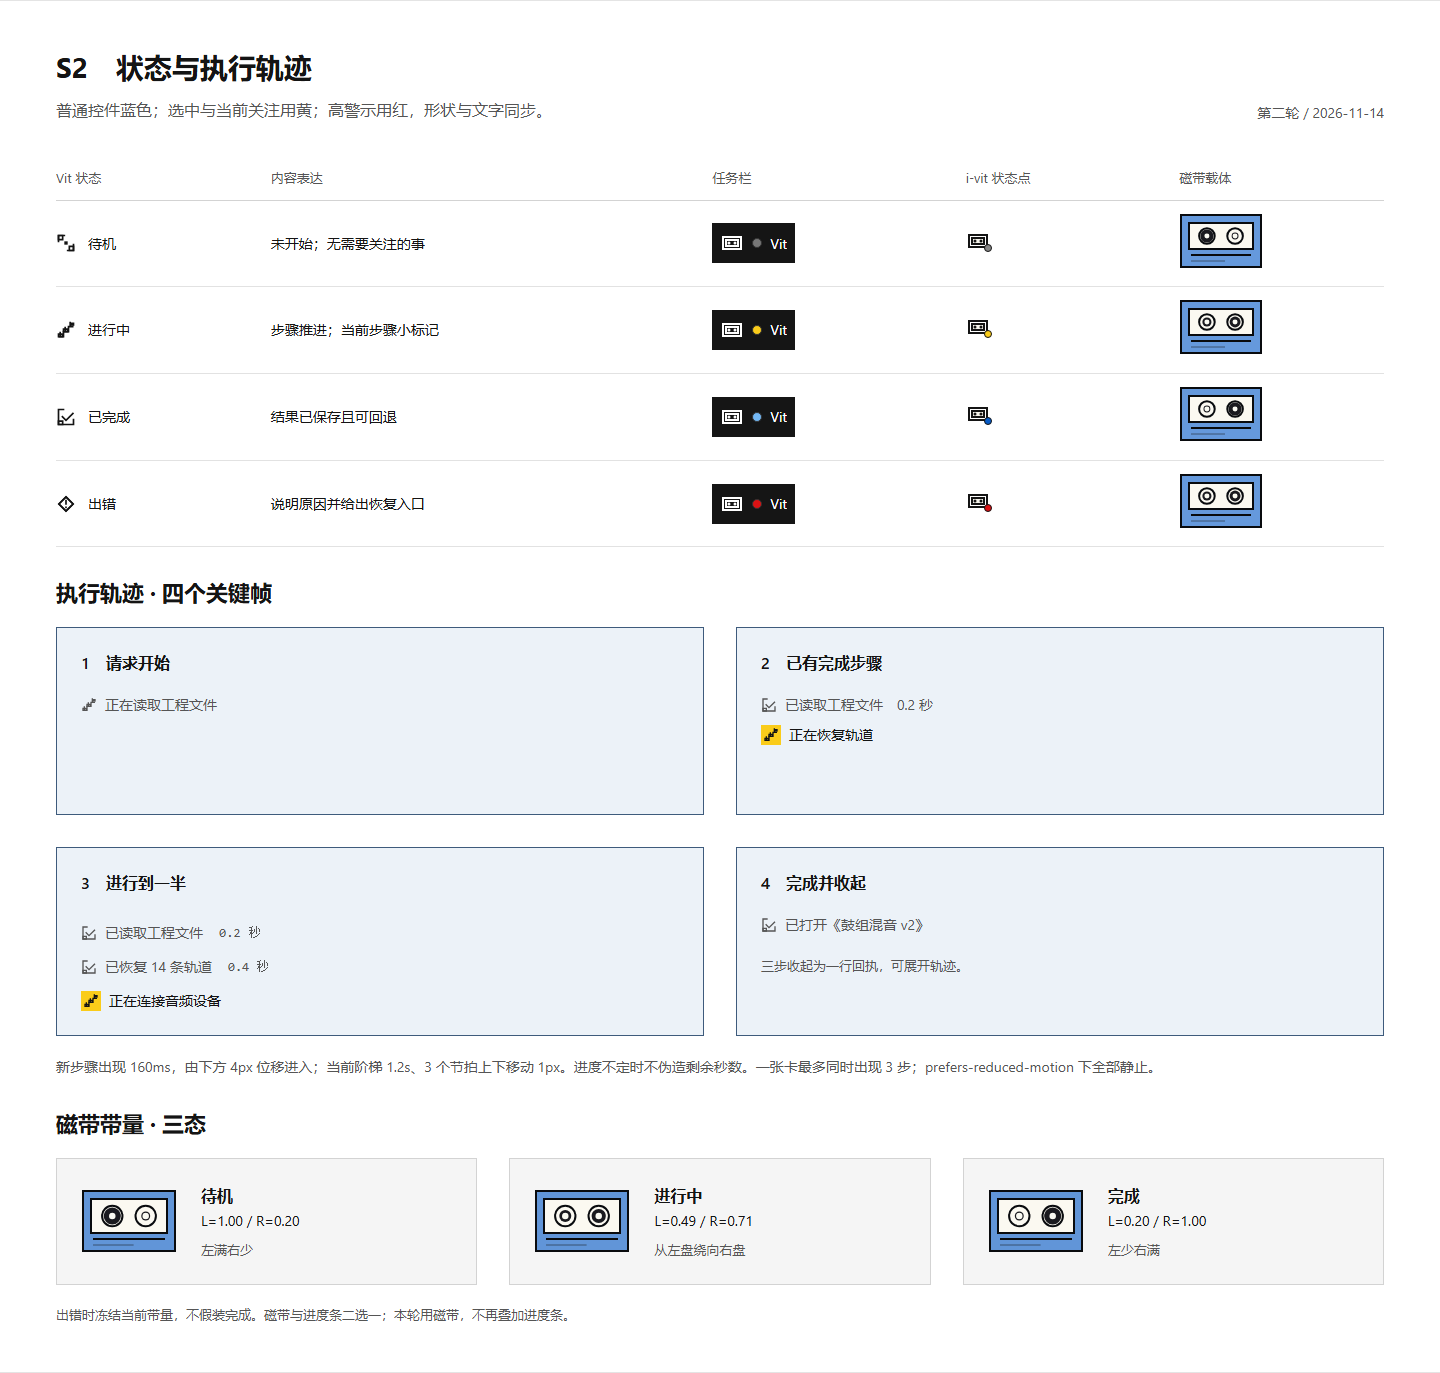 S2 状态与执行轨迹
普通控件蓝色；选中与当前关注用黄；高警示用红，形状与文字同步。
第二轮 / 2026-11-14
Vit 状态 内容表达 任务栏 i-vit 状态点 磁带载体
待机 未开始；无需要关注的事 Vit
进行中 步骤推进；当前步骤小标记 Vit
已完成 结果已保存且可回退 Vit
出错 说明原因并给出恢复入口 Vit
执行轨迹 · 四个关键帧
1 请求开始
正在读取工程文件
2 已有完成步骤
已读取工程文件 0.2 秒
正在恢复轨道
3 进行到一半
已读取工程文件 0.2 秒
已恢复 14 条轨道 0.4 秒
正在连接音频设备
4 完成并收起
已打开《鼓组混音 v2》
三步收起为一行回执，可展开轨迹。
新步骤出现 160ms，由下方 4px 位移进入；当前阶梯 1.2s、3 个节拍上下移动 1px。进度不定时不伪造剩余秒数。一张卡最多同时出现 3 步；prefers-reduced-motion 下全部静止。
磁带带量 · 三态
待机
L=1.00 / R=0.20
左满右少
进行中
L=0.49 / R=0.71
从左盘绕向右盘
完成
L=0.20 / R=1.00
左少右满
出错时冻结当前带量，不假装完成。磁带与进度条二选一；本轮用磁带，不再叠加进度条。